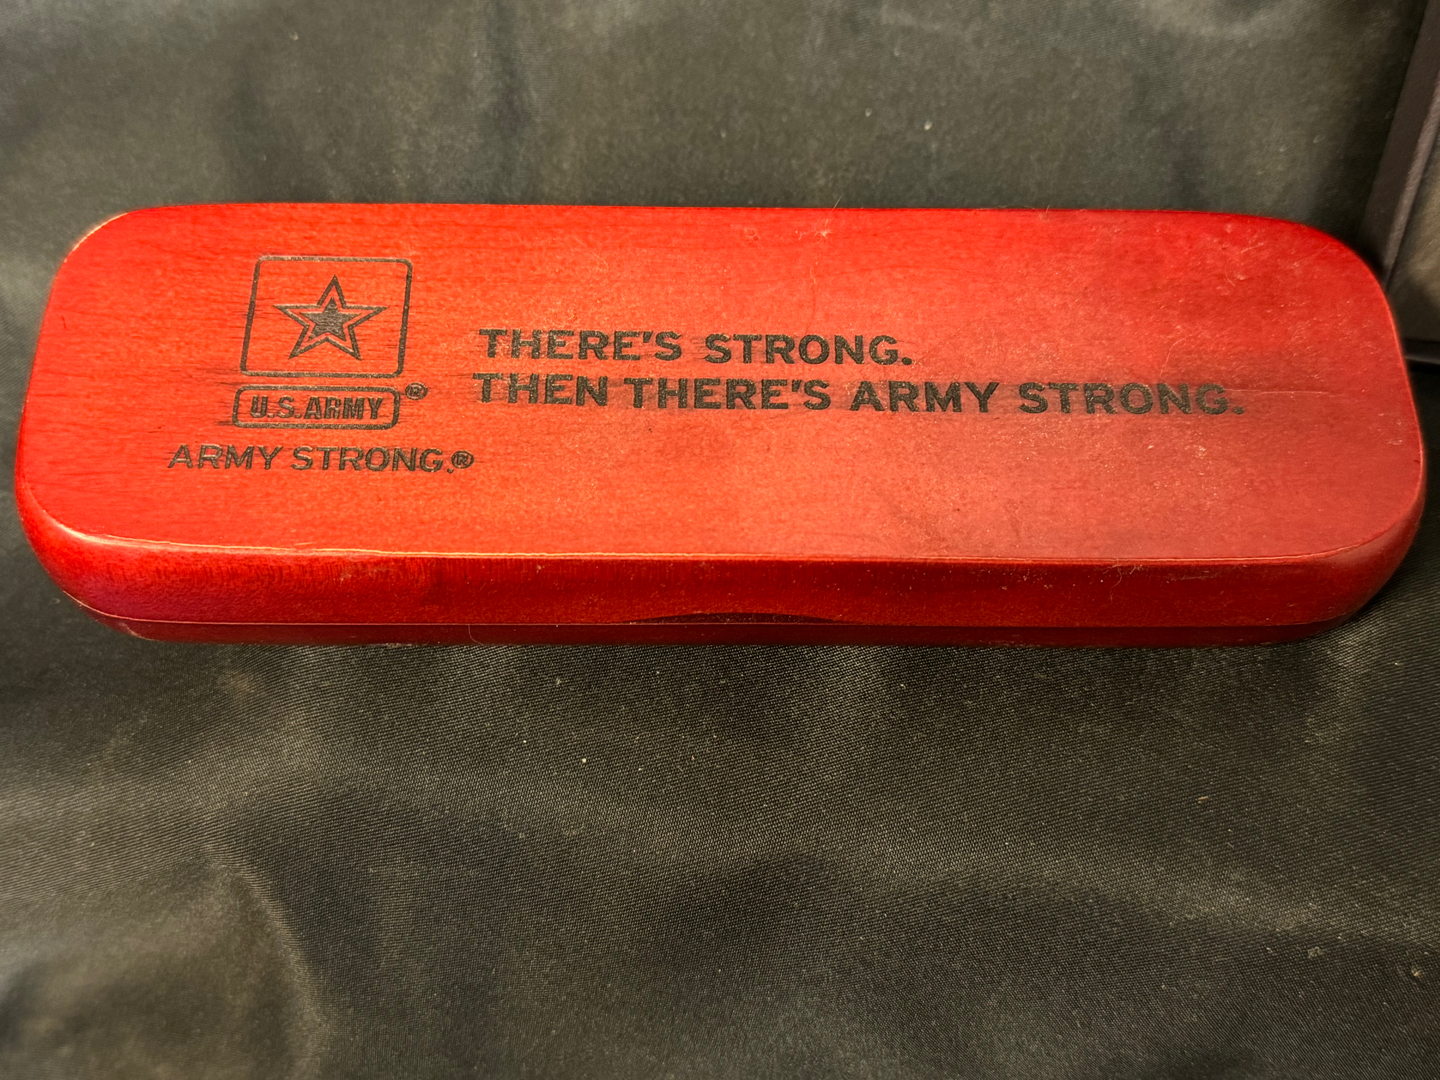 U.S.ARMY®
ARMY STRONG.®
THERE'S STRONG.
THEN THERE'S ARMY STRONG.